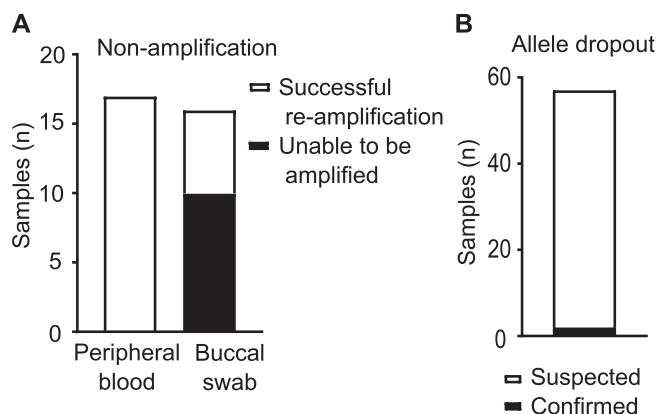 A
Non-amplification
20
15
10
5
0
Samples (n)
Peripheral
blood
Buccal
swab
Successful
re-amplification
Unable to be
amplified
B
Allele dropout
60
40
20
0
Samples (n)
Suspected
Confirmed